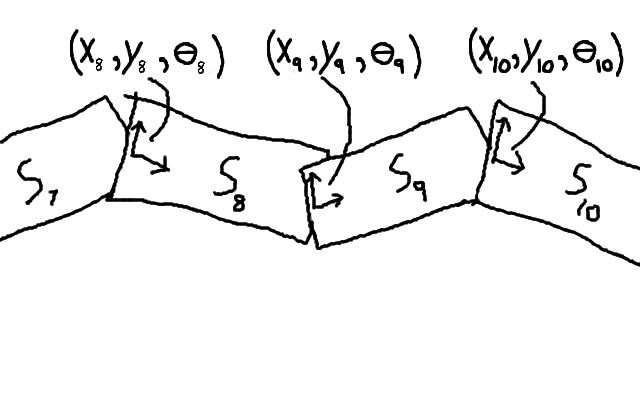 (x₈, y₈, θ₈) (x₉, y₉, θ₉) (x₁₀, y₁₀, θ₁₀)
S₇ S₈ S₉ S₁₀